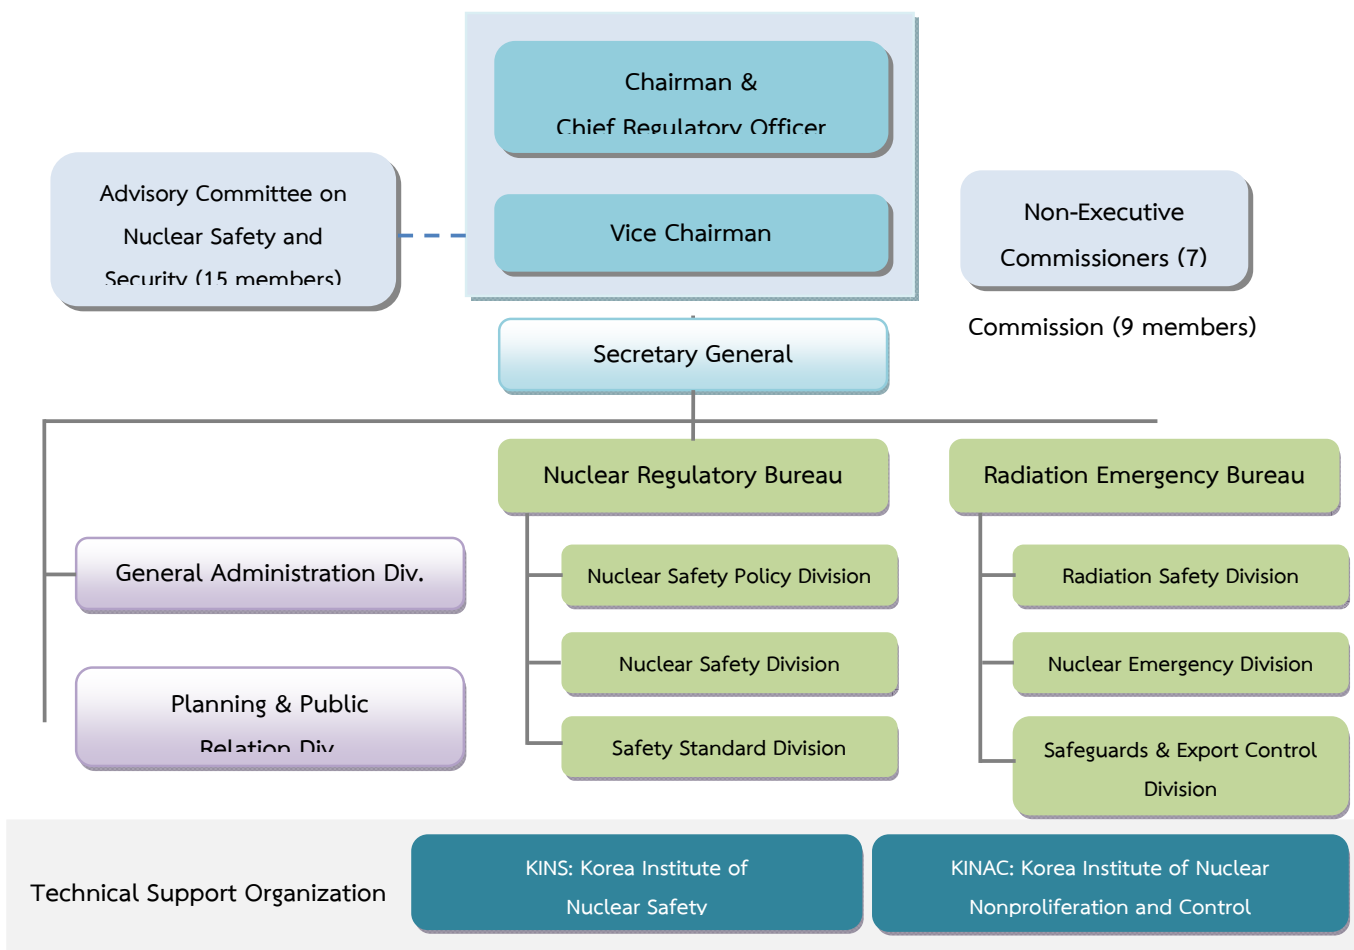 Chairman &
Chief Regulatory Officer
Advisory Committee on
Nuclear Safety and
Security (15 members)
Vice Chairman
Non-Executive
Commissioners (7)
Commission (9 members)
Secretary General
Nuclear Regulatory Bureau
Radiation Emergency Bureau
General Administration Div.
Planning & Public
Relation Div
Nuclear Safety Policy Division
Nuclear Safety Division
Safety Standard Division
Radiation Safety Division
Nuclear Emergency Division
Safeguards & Export Control
Division
Technical Support Organization
KINS: Korea Institute of
Nuclear Safety
KINAC: Korea Institute of Nuclear
Nonproliferation and Control